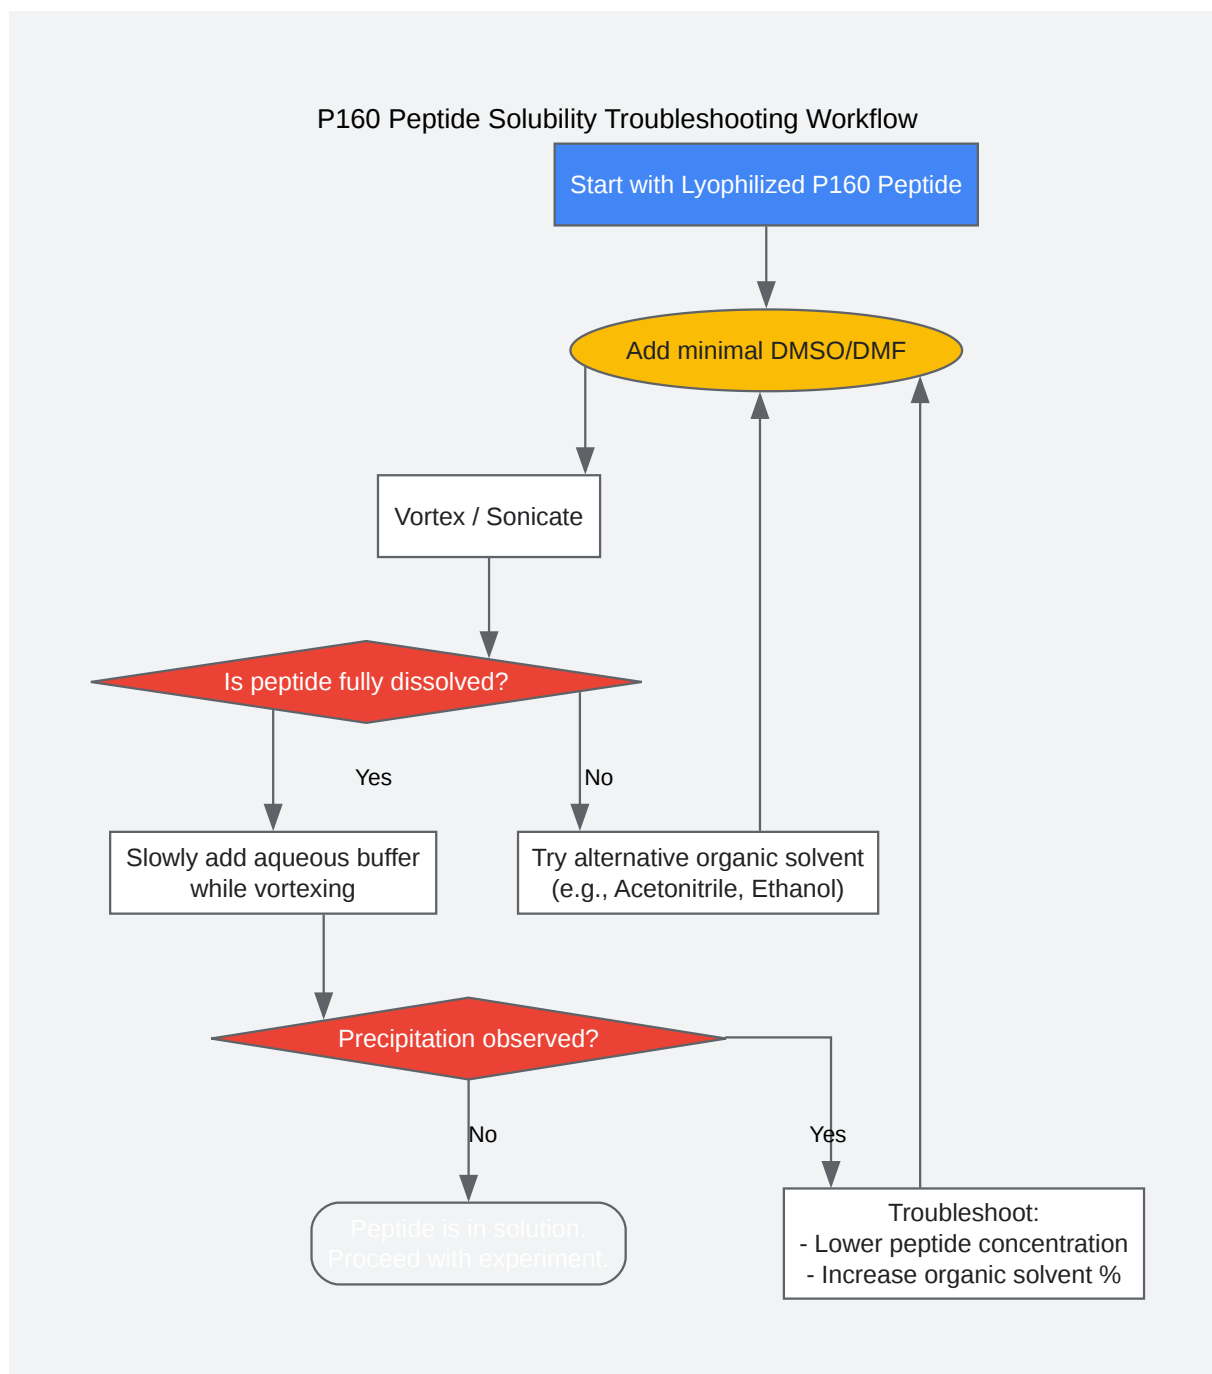 P160 Peptide Solubility Troubleshooting Workflow
Start with Lyophilized P160 Peptide
Add minimal DMSO/DMF
Vortex / Sonicate
Is peptide fully dissolved?
Yes
No
Slowly add aqueous buffer
while vortexing
Try alternative organic solvent
(e.g., Acetonitrile, Ethanol)
Precipitation observed?
No
Yes
Peptide is in solution.
Proceed with experiment.
Troubleshoot:
- Lower peptide concentration
- Increase organic solvent %